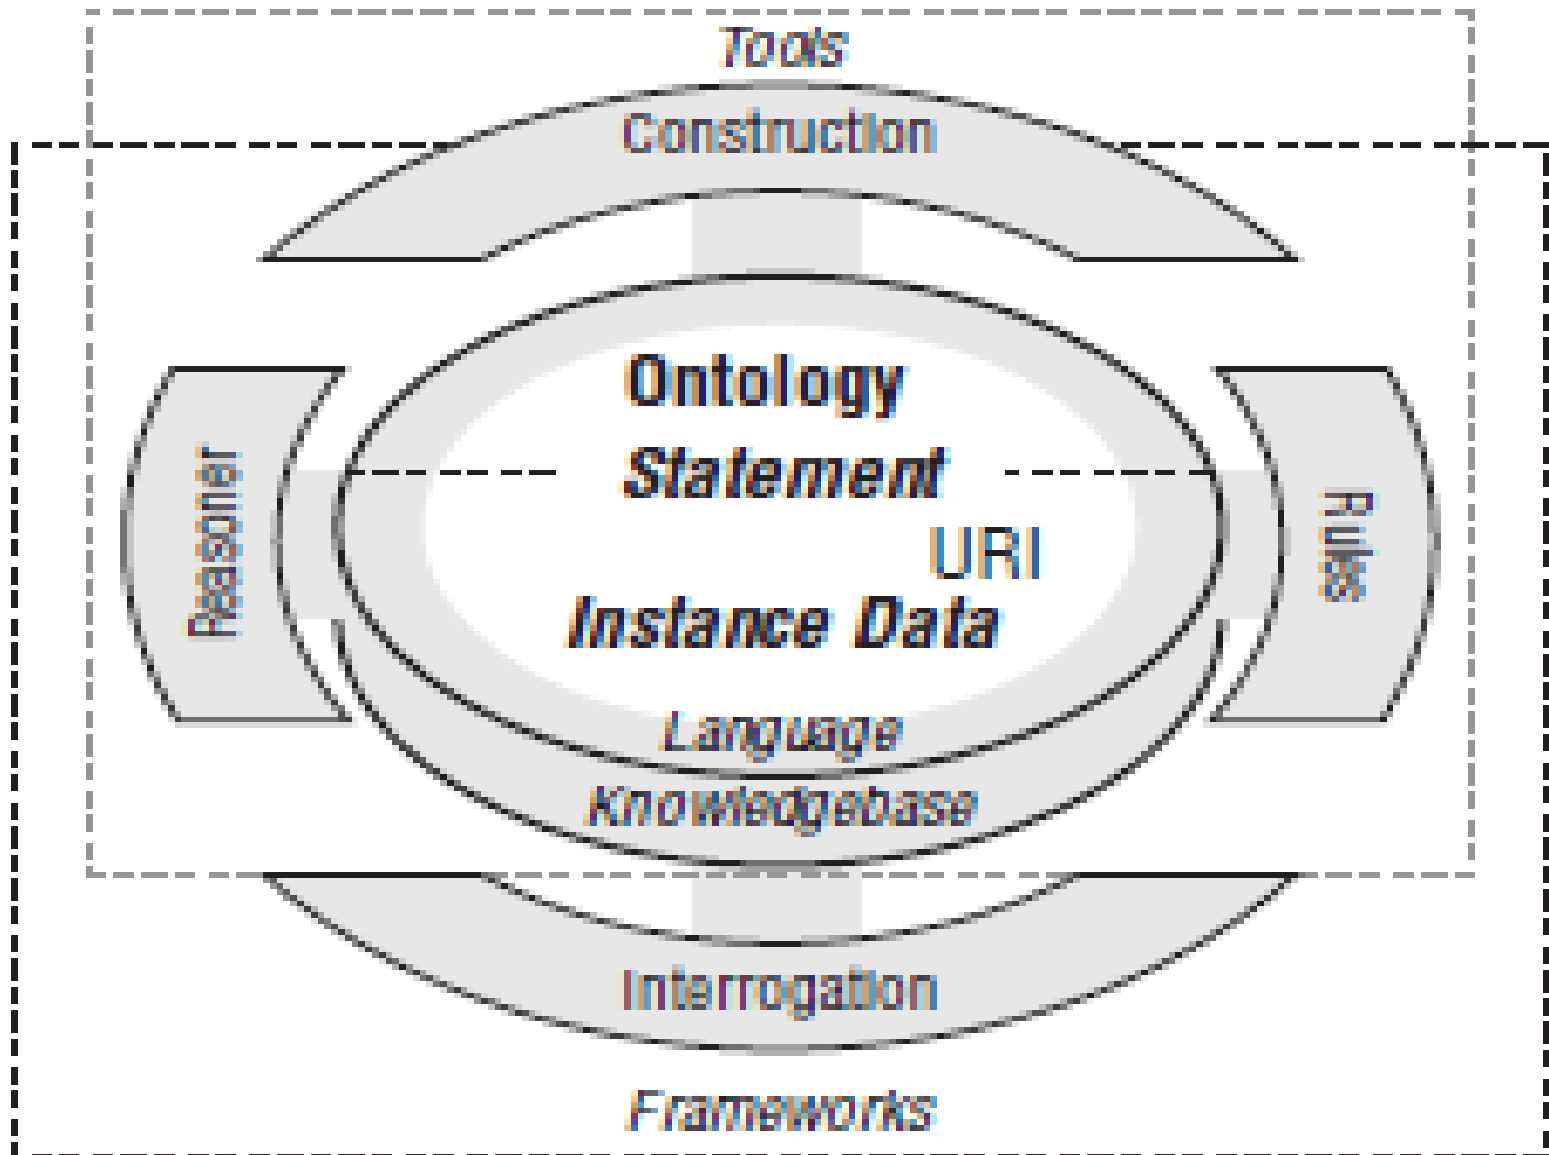 Tools
Construction
Ontology
Statement
URI
Instance Data
Reasoner
Rules
Language
Knowledgebase
Interrogation
Frameworks